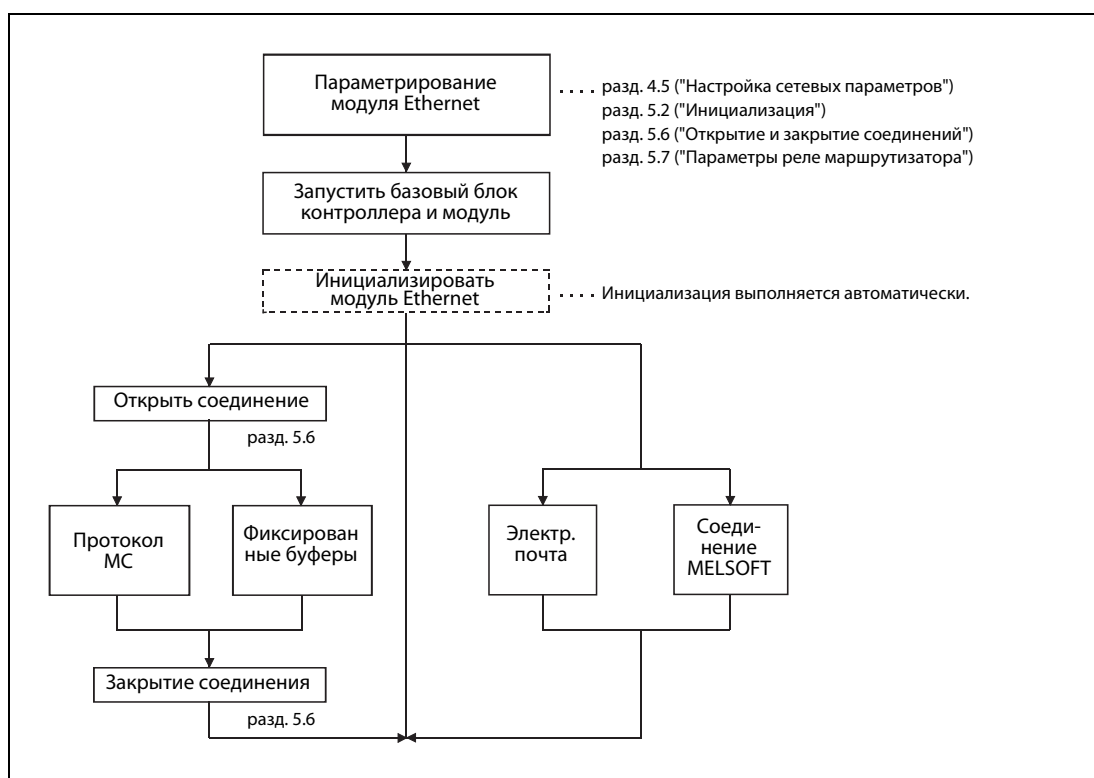 Параметрирование
модуля Ethernet
разд. 4.5 ("Настройка сетевых параметров")
разд. 5.2 ("Инициализация")
разд. 5.6 ("Открытие и закрытие соединений")
разд. 5.7 ("Параметры реле маршрутизатора")
Запустить базовый блок
контроллера и модуль
Инициализировать
модуль Ethernet
Инициализация выполняется автоматически.
Открыть соединение
разд. 5.6
Протокол
МС
Фиксирован
ные буферы
Электр.
почта
Соеди-
нение
MELSOFT
Закрытие соединения
разд. 5.6